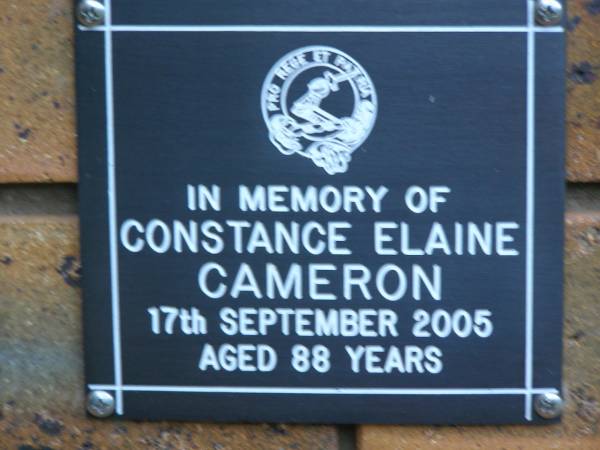 PRO REGE ET PATRIA
IN MEMORY OF
CONSTANCE ELAINE
CAMERON
17th SEPTEMBER 2005
AGED 88 YEARS